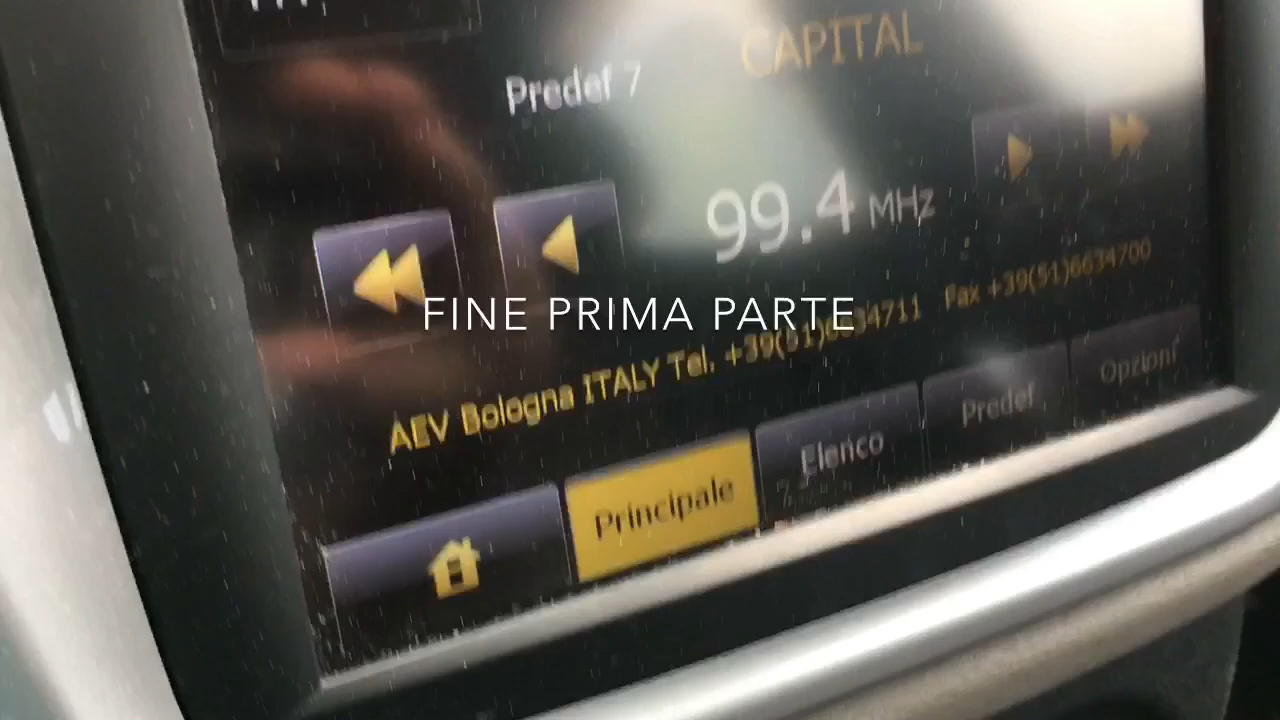 CAPITAL
Predef 7
99.4 MHz
FINE PRIMA PARTE
AEV Bologna ITALY Tel. +39(51)6634711 Fax +39(51)6634700
Principale
Elenco
Predef
Opzioni